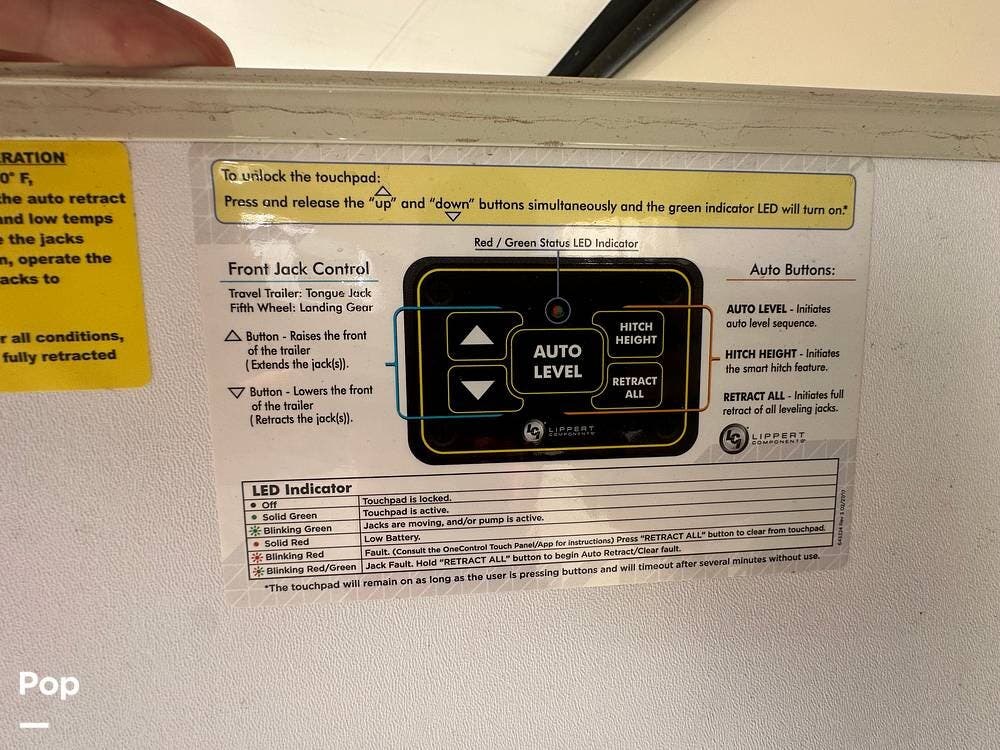 ERATION
0° F,
the auto retract
and low temps
e the jacks
n, operate the
acks to
r all conditions,
fully retracted
To unlock the touchpad:
Press and release the "up" and "down" buttons simultaneously and the green indicator LED will turn on.*
Red / Green Status LED Indicator
Front Jack Control
Travel Trailer: Tongue Jack
Fifth Wheel: Landing Gear
△ Button - Raises the front
of the trailer
(Extends the jack(s)).
▽ Button - Lowers the front
of the trailer
(Retracts the jack(s)).
AUTO
LEVEL
HITCH
HEIGHT
RETRACT
ALL
LCI LIPPERT
COMPONENTS
Auto Buttons:
AUTO LEVEL - Initiates
auto level sequence.
HITCH HEIGHT - Initiates
the smart hitch feature.
RETRACT ALL - Initiates full
retract of all leveling jacks.
LCI LIPPERT
COMPONENTS
LED Indicator
Off Touchpad is locked.
Solid Green Touchpad is active.
Blinking Green Jacks are moving, and/or pump is active.
Solid Red Low Battery.
Blinking Red Fault. (Consult the OneControl Touch Panel/App for instructions) Press "RETRACT ALL" button to clear from touchpad.
Blinking Red/Green Jack Fault. Hold "RETRACT ALL" button to begin Auto Retract/Clear fault.
*The touchpad will remain on as long as the user is pressing buttons and will timeout after several minutes without use.
Pop